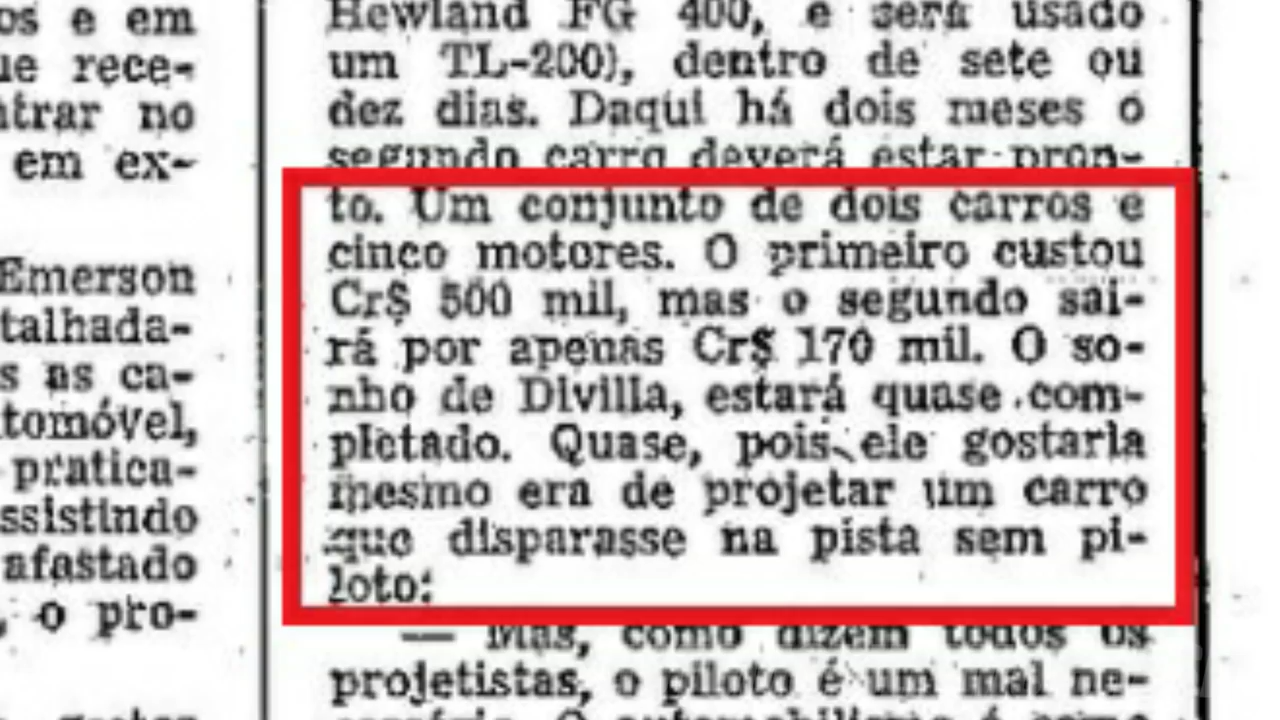 os e em
ue rece-
ntrar no
em ex-
Emerson
talhada-
s as ca-
tomóvel,
pratica-
ssistindo
afastado
, o pro-
Hewland FG 400, e será usado
um TL-200), dentro de sete ou
dez dias. Daqui há dois meses o
segundo carro deverá estar pron-
to. Um conjunto de dois carros e
cinco motores. O primeiro custou
Cr$ 500 mil, mas o segundo sai-
rá por apenas Cr$ 170 mil. O so-
nho de Divilla, estará quase com-
pletado. Quase, pois ele gostaria
mesmo era de projetar um carro
que disparasse na pista sem pi-
loto:
— Mas, como dizem todos os
projetistas, o piloto é um mal ne-